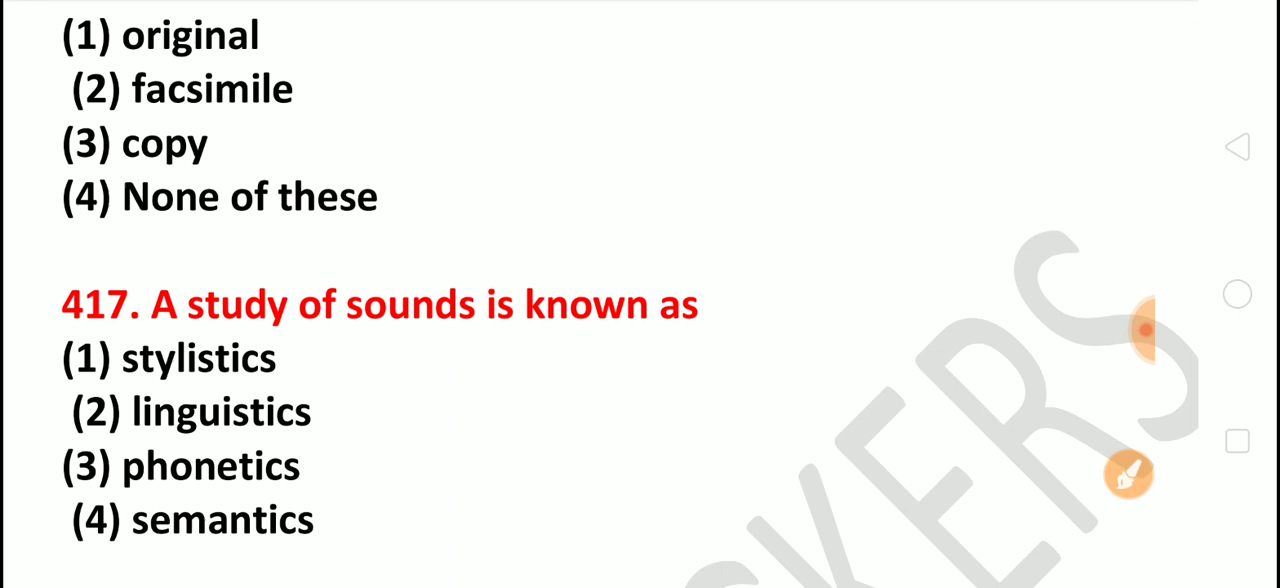 (1) original
(2) facsimile
(3) copy
(4) None of these
417. A study of sounds is known as
(1) stylistics
(2) linguistics
(3) phonetics
(4) semantics
KERS